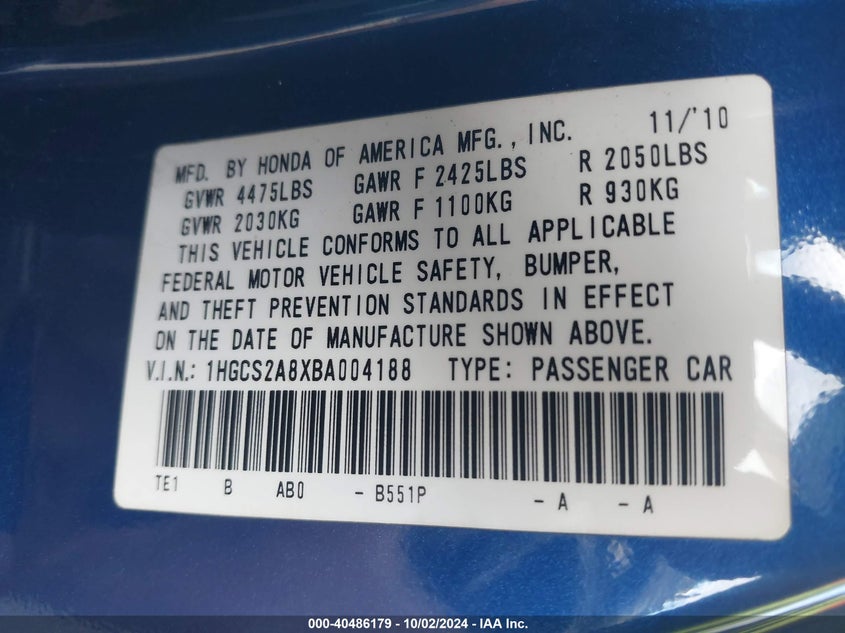 MFD. BY HONDA OF AMERICA MFG., INC. 11/'10
GVWR 4475LBS GAWR F 2425LBS R 2050LBS
GVWR 2030KG GAWR F 1100KG R 930KG
THIS VEHICLE CONFORMS TO ALL APPLICABLE
FEDERAL MOTOR VEHICLE SAFETY, BUMPER,
AND THEFT PREVENTION STANDARDS IN EFFECT
ON THE DATE OF MANUFACTURE SHOWN ABOVE.
V.I.N.: 1HGCS2A8XBA004188 TYPE: PASSENGER CAR
TE1 B AB0 - B551P - A - A
000-40486179 - 10/02/2024 - IAA Inc.